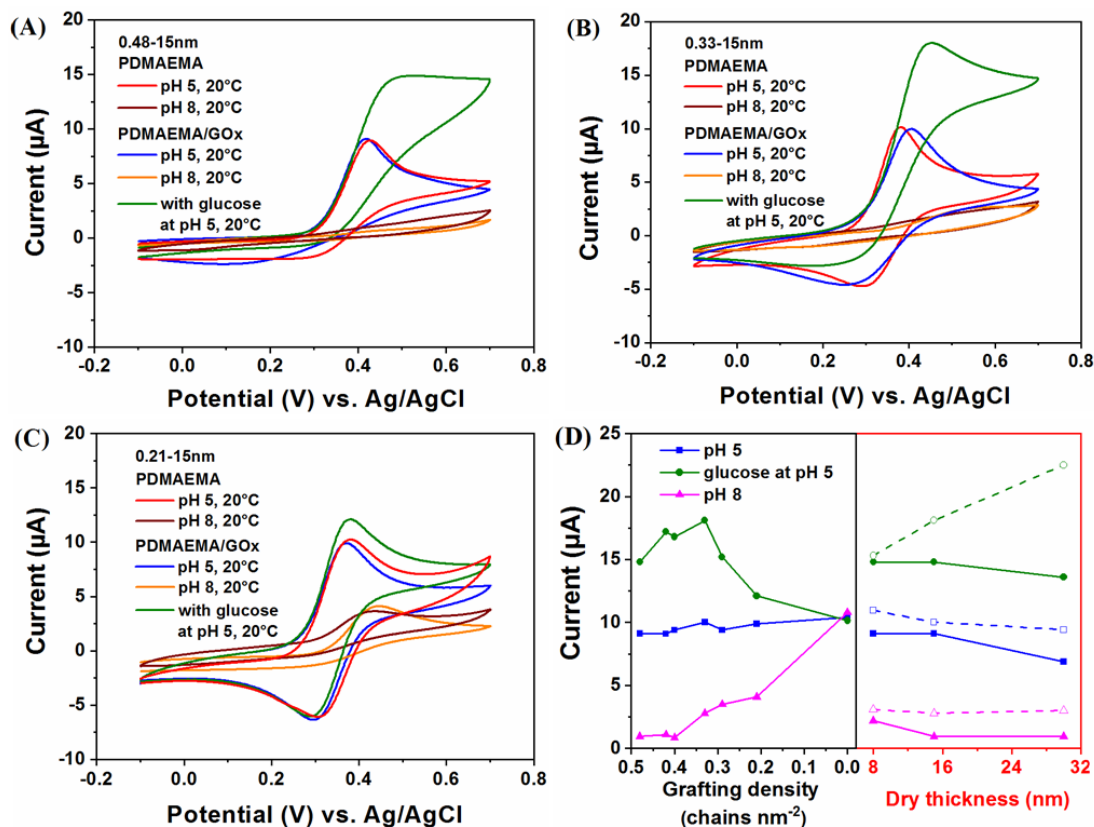 (A)
0.48-15nm
PDMAEMA
pH 5, 20°C
pH 8, 20°C
PDMAEMA/GOx
pH 5, 20°C
pH 8, 20°C
with glucose
at pH 5, 20°C
20
15
10
5
0
-5
-10
Current (µA)
-0.2 0.0 0.2 0.4 0.6 0.8
Potential (V) vs. Ag/AgCl
(B)
0.33-15nm
PDMAEMA
pH 5, 20°C
pH 8, 20°C
PDMAEMA/GOx
pH 5, 20°C
pH 8, 20°C
with glucose
at pH 5, 20°C
20
15
10
5
0
-5
-10
Current (µA)
-0.2 0.0 0.2 0.4 0.6 0.8
Potential (V) vs. Ag/AgCl
(C)
0.21-15nm
PDMAEMA
pH 5, 20°C
pH 8, 20°C
PDMAEMA/GOx
pH 5, 20°C
pH 8, 20°C
with glucose
at pH 5, 20°C
20
15
10
5
0
-5
-10
Current (µA)
-0.2 0.0 0.2 0.4 0.6 0.8
Potential (V) vs. Ag/AgCl
(D)
pH 5
glucose at pH 5
pH 8
25
20
15
10
5
0
Current (µA)
0.5 0.4 0.3 0.2 0.1 0.0
Grafting density
(chains nm⁻²)
8 16 24 32
Dry thickness (nm)